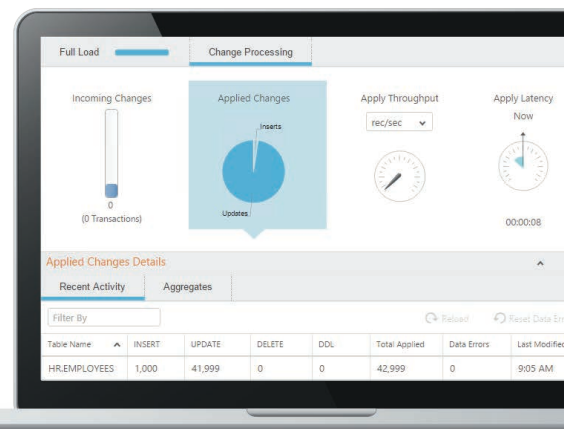 Full Load
Change Processing
Incoming Changes
Applied Changes
Apply Throughput
Apply Latency
Inserts
rec/sec
Now
0
(0 Transactions)
Updates
00:00:08
Applied Changes Details
Recent Activity
Aggregates
Filter By
Reload
Reset Data Err
Table Name INSERT UPDATE DELETE DDL Total Applied Data Errors Last Modified
HR.EMPLOYEES 1,000 41,999 0 0 42,999 0 9:05 AM